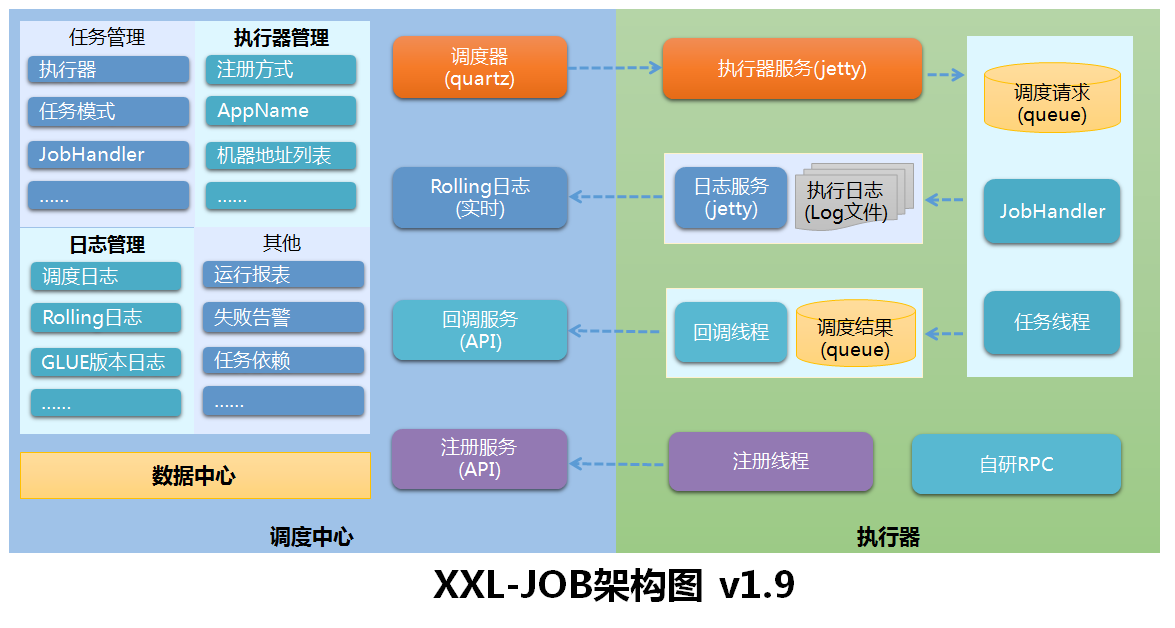 任务管理
执行器
任务模式
JobHandler
......
执行器管理
注册方式
AppName
机器地址列表
......
日志管理
调度日志
Rolling日志
GLUE版本日志
......
其他
运行报表
失败告警
任务依赖
......
数据中心
调度器
(quartz)
Rolling日志
(实时)
回调服务
(API)
注册服务
(API)
调度中心
执行器服务(jetty)
日志服务
(jetty)
执行日志
(Log文件)
回调线程
调度结果
(queue)
注册线程
调度请求
(queue)
JobHandler
任务线程
自研RPC
执行器
XXL-JOB架构图 v1.9